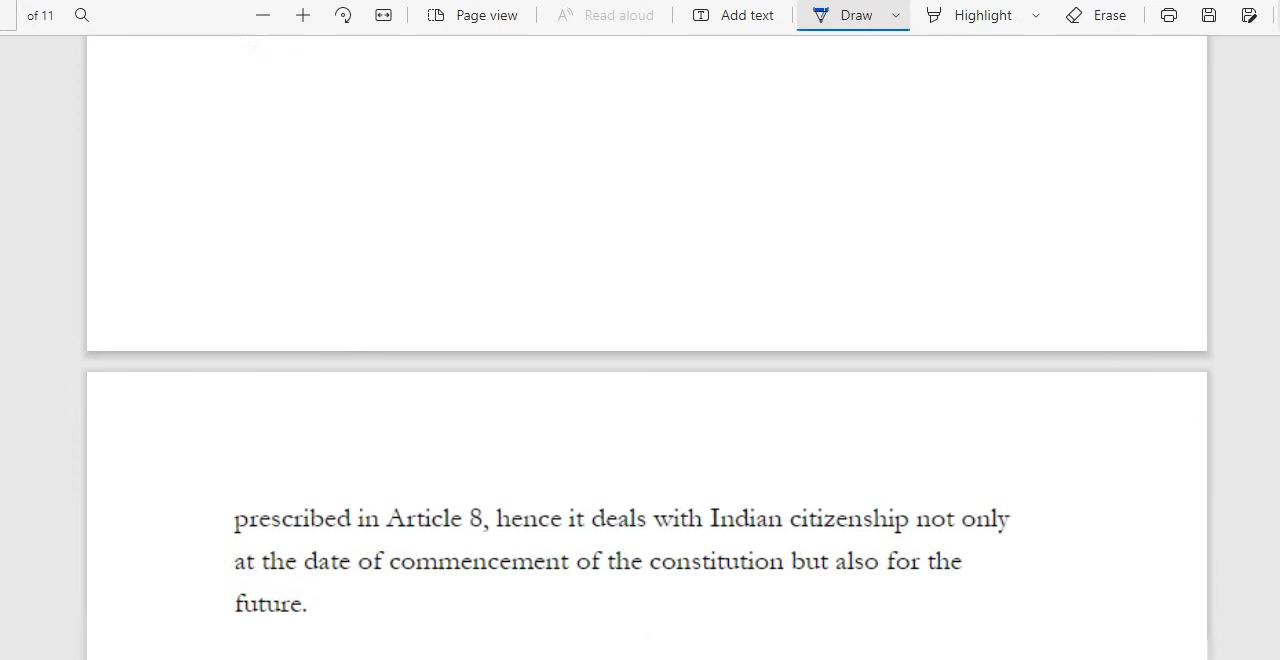 of 11 Page view Read aloud Add text Draw Highlight Erase
prescribed in Article 8, hence it deals with Indian citizenship not only
at the date of commencement of the constitution but also for the
future.